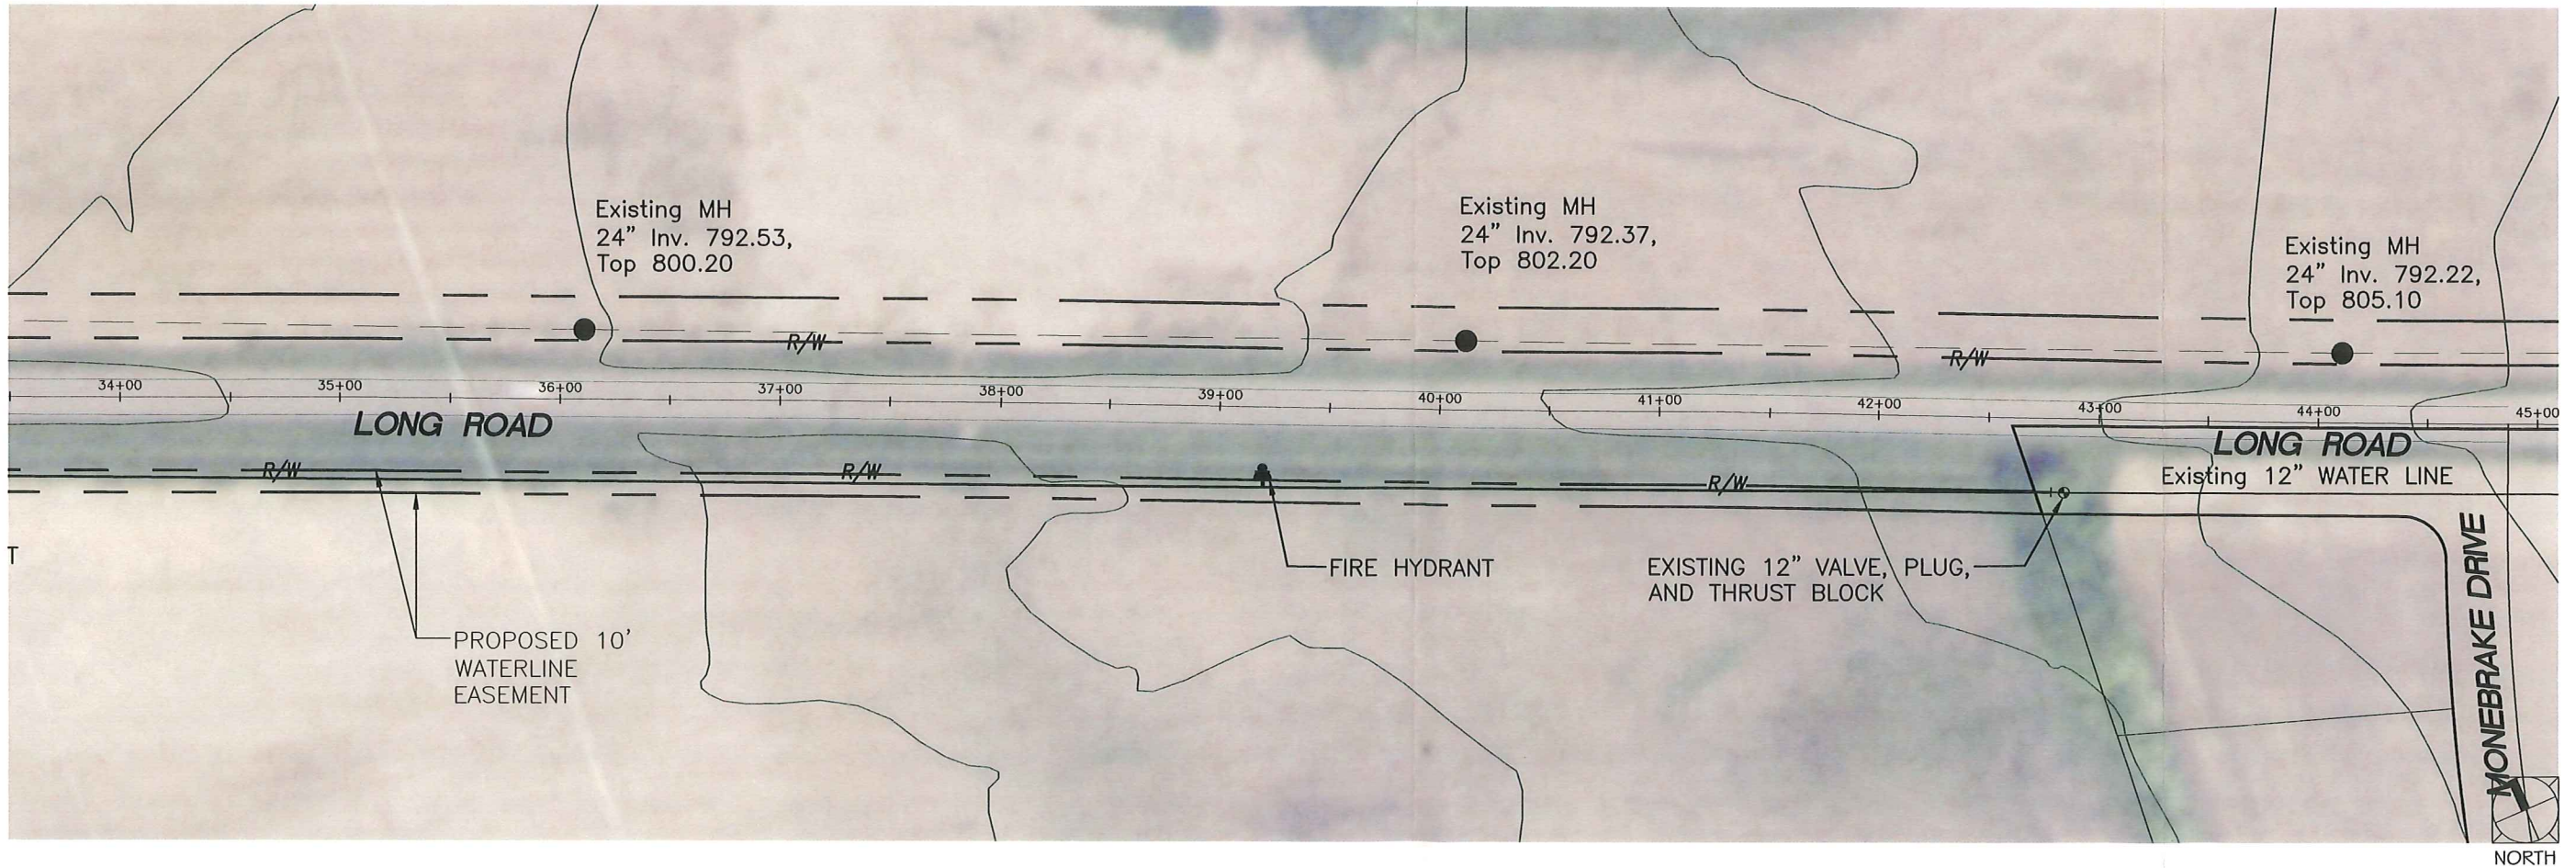 Existing MH
24" Inv. 792.53,
Top 800.20
Existing MH
24" Inv. 792.37,
Top 802.20
Existing MH
24" Inv. 792.22,
Top 805.10
R/W
R/W
34+00
35+00
36+00
37+00
38+00
39+00
40+00
41+00
42+00
43+00
44+00
45+00
LONG ROAD
LONG ROAD
Existing 12" WATER LINE
R/W
R/W
R/W
T
FIRE HYDRANT
EXISTING 12" VALVE, PLUG,
AND THRUST BLOCK
PROPOSED 10'
WATERLINE
EASEMENT
MONEBRAKE DRIVE
NORTH